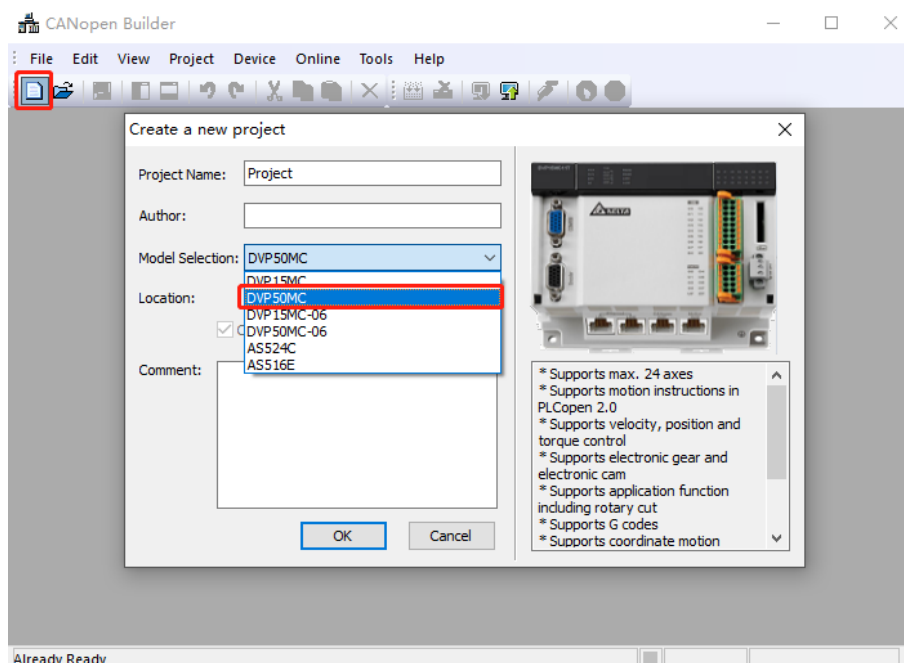 CANopen Builder
File Edit View Project Device Online Tools Help
Create a new project
Project Name: Project
Author:
Model Selection: DVP50MC
DVP15MC
DVP50MC
DVP15MC-06
DVP50MC-06
AS524C
AS516E
Location:
Comment:
OK Cancel
DELTA
* Supports max. 24 axes
* Supports motion instructions in
PLCopen 2.0
* Supports velocity, position and
torque control
* Supports electronic gear and
electronic cam
* Supports application function
including rotary cut
* Supports G codes
* Supports coordinate motion
Already Ready